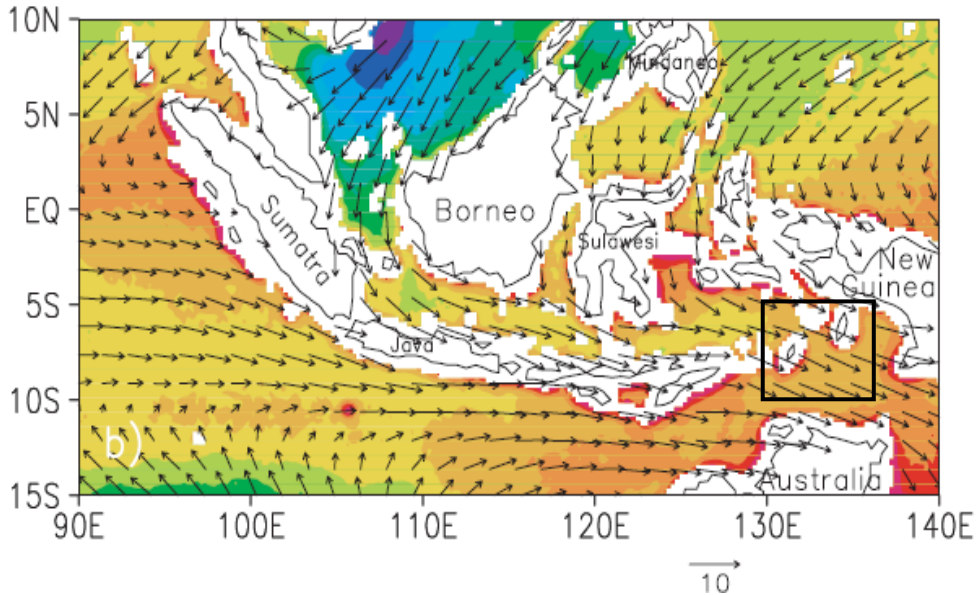 10N
5N
EQ
5S
10S
15S
90E 100E 110E 120E 130E 140E
Mindaneo
Borneo
Sumatra
Sulawesi
New
Guinea
Java
b)
Australia
10